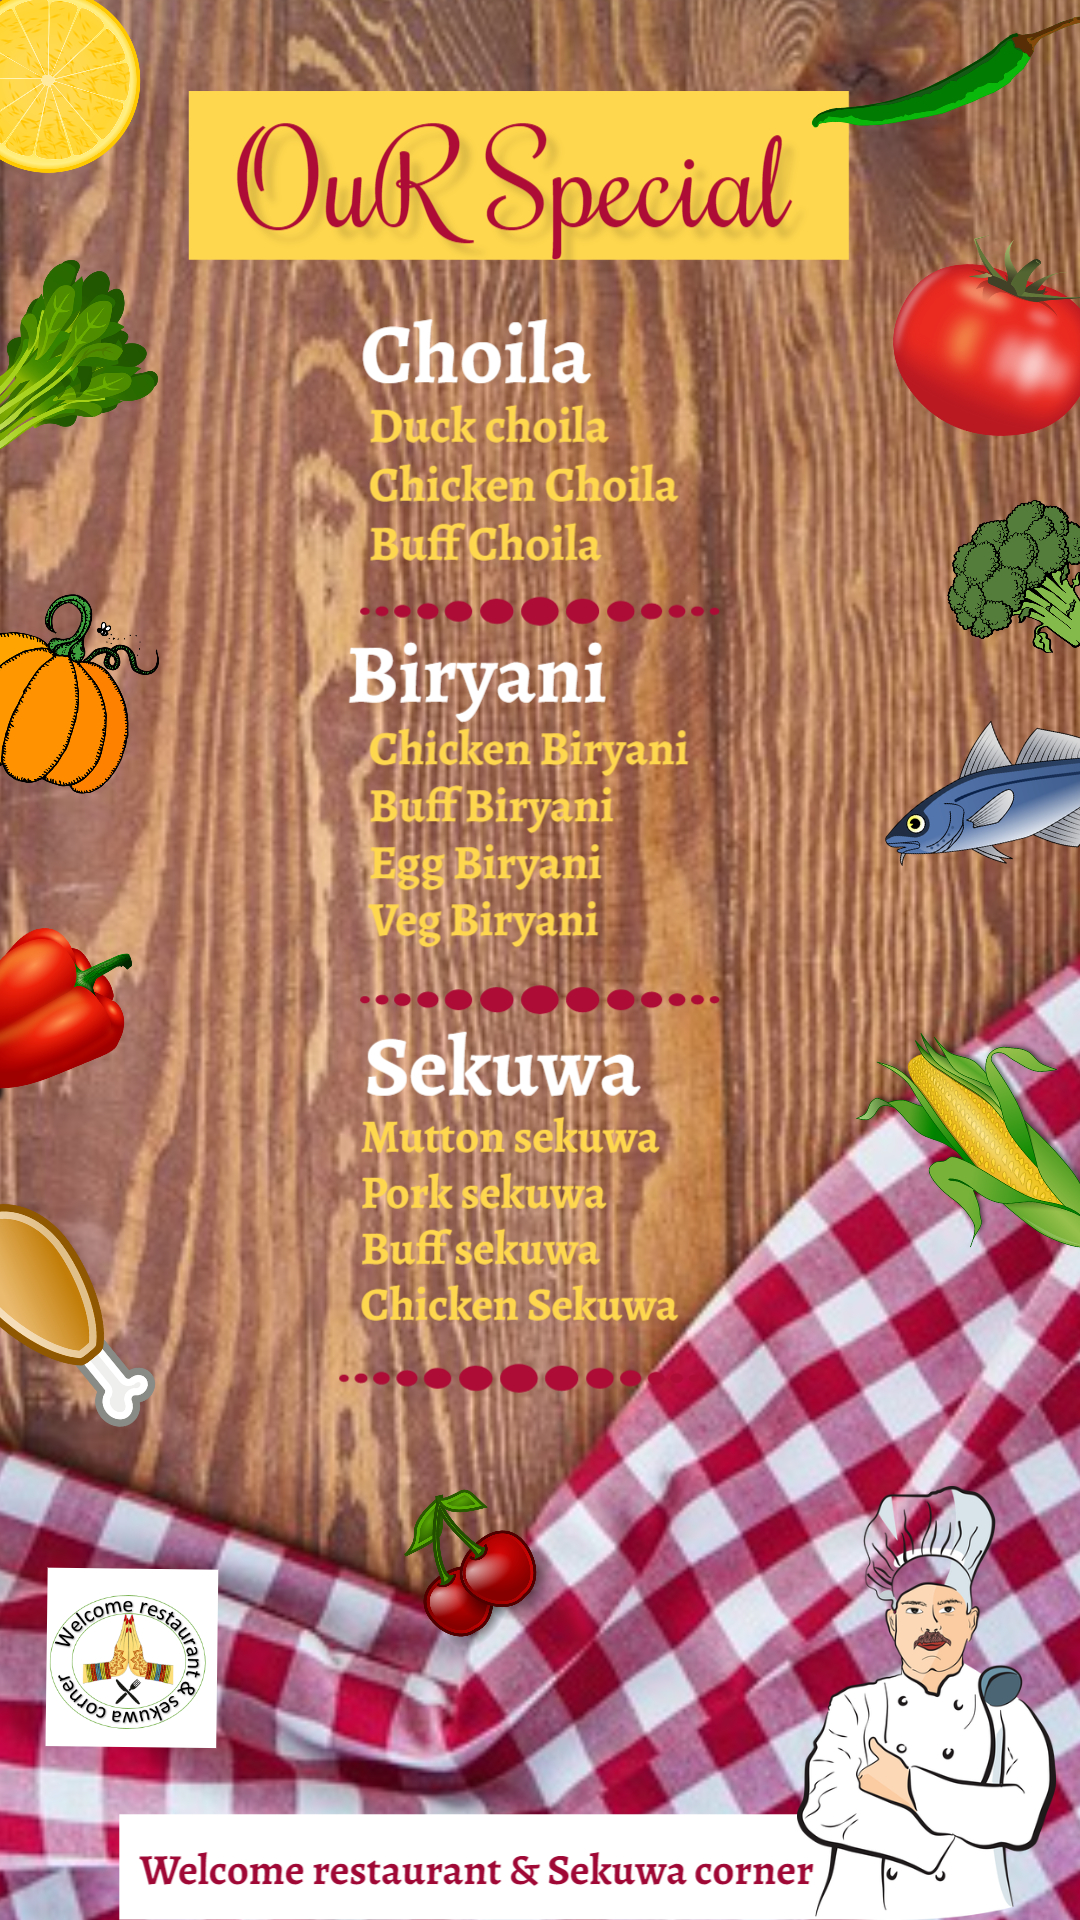 OuR Special
Choila
Duck choila
Chicken Choila
Buff Choila
Biryani
Chicken Biryani
Buff Biryani
Egg Biryani
Veg Biryani
Sekuwa
Mutton sekuwa
Pork sekuwa
Buff sekuwa
Chicken Sekuwa
Welcome restaurant & sekuwa corner
Welcome restaurant & Sekuwa corner